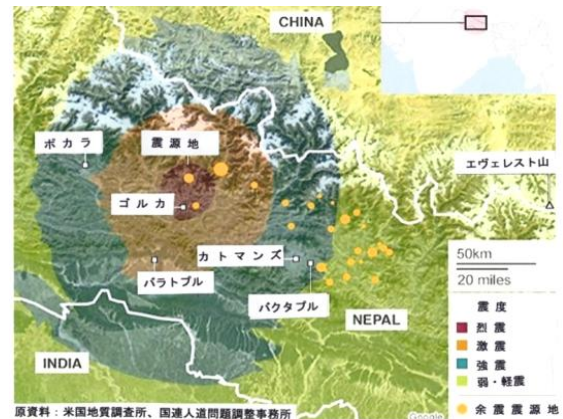 CHINA
ポカラ
震源地
エヴェレスト山
ゴルカ
カトマンズ
バラトプル
バクタプル
NEPAL
INDIA
50km
20 miles
震度
烈震
激震
強震
弱・軽震
余震震源地
原資料：米国地質調査所、国連人道問題調整事務所
Google